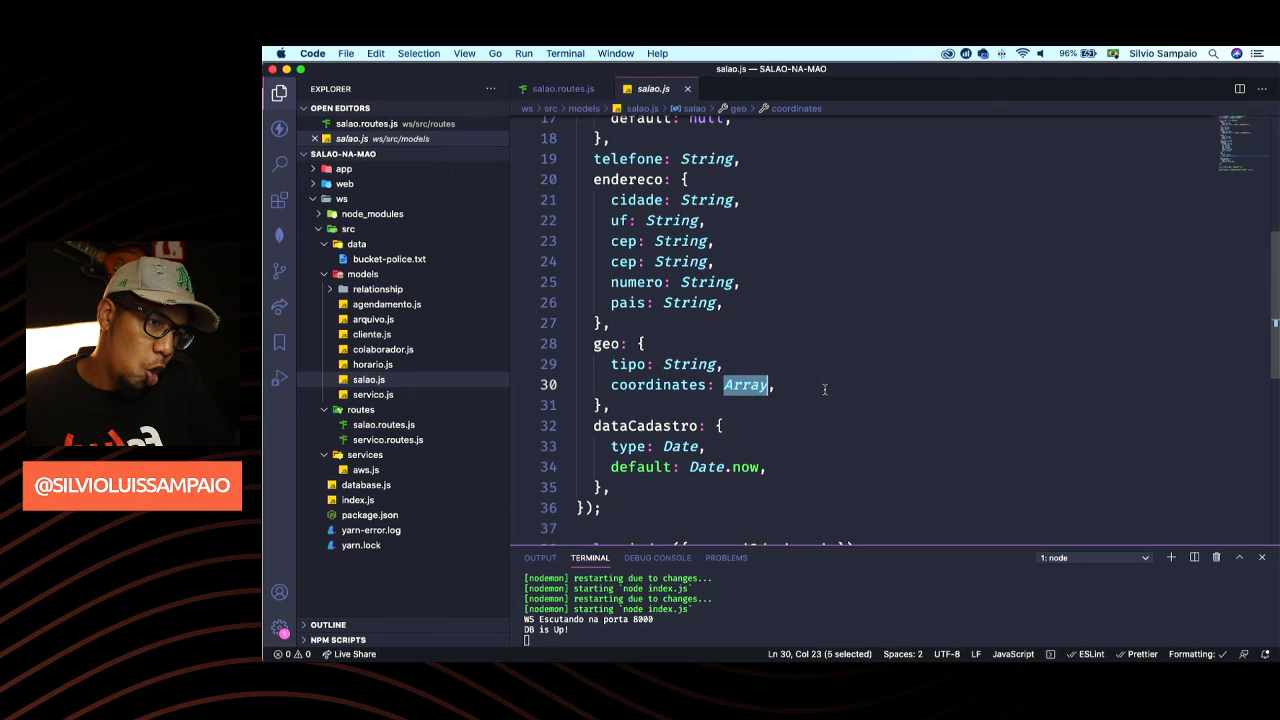 Code File Edit Selection View Go Run Terminal Window Help 96% Silvio Sampaio
salao.js — SALAO-NA-MAO
EXPLORER
OPEN EDITORS
salao.routes.js ws/src/routes
salao.js ws/src/models
SALAO-NA-MAO
app
web
ws
node_modules
src
data
bucket-police.txt
models
relationship
agendamento.js
arquivo.js
cliente.js
colaborador.js
horario.js
salao.js
servico.js
routes
salao.routes.js
servico.routes.js
services
aws.js
database.js
index.js
package.json
yarn-error.log
yarn.lock
OUTLINE
NPM SCRIPTS
salao.routes.js salao.js
ws > src > models > salao.js > salao > geo > coordinates
17 default: null,
18 },
19 telefone: String,
20 endereco: {
21 cidade: String,
22 uf: String,
23 cep: String,
24 cep: String,
25 numero: String,
26 pais: String,
27 },
28 geo: {
29 tipo: String,
30 coordinates: Array,
31 },
32 dataCadastro: {
33 type: Date,
34 default: Date.now,
35 },
36 });
37
OUTPUT TERMINAL DEBUG CONSOLE PROBLEMS 1: node
[nodemon] restarting due to changes...
[nodemon] starting `node index.js`
[nodemon] restarting due to changes...
[nodemon] starting `node index.js`
WS Escutando na porta 8000
DB is Up!
0 0 Live Share Ln 30, Col 23 (5 selected) Spaces: 2 UTF-8 LF JavaScript ESLint Prettier Formatting:
@SILVIOLUISSAMPAIO